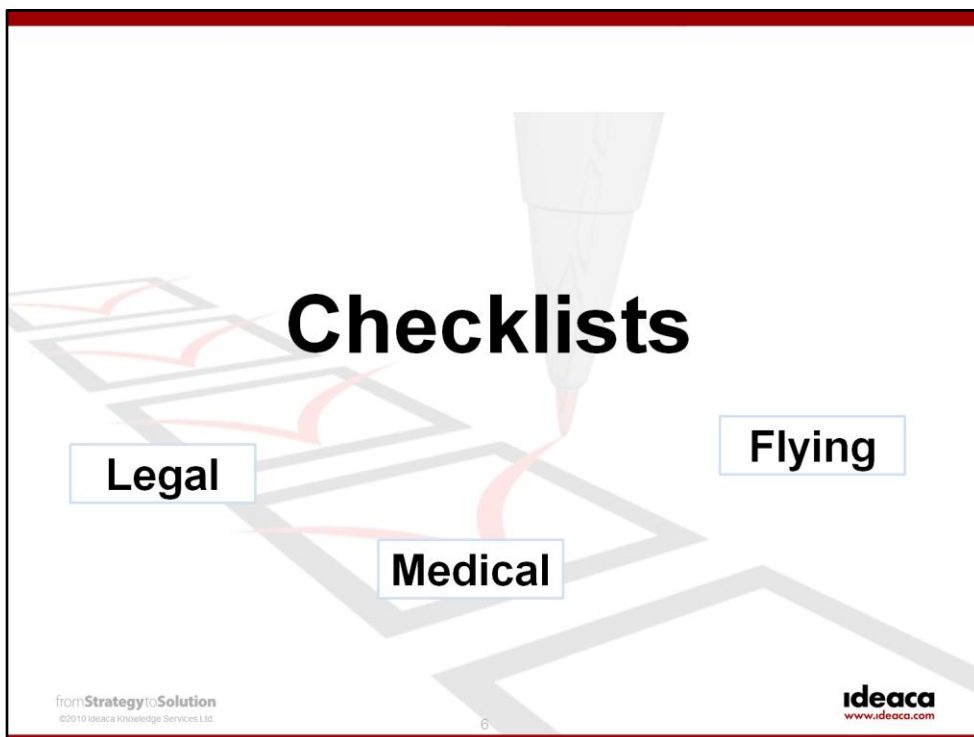 Checklists
Legal
Flying
Medical
fromStrategytoSolution
©2010 Ideaca Knowledge Services Ltd.
6
ideaca
www.ideaca.com